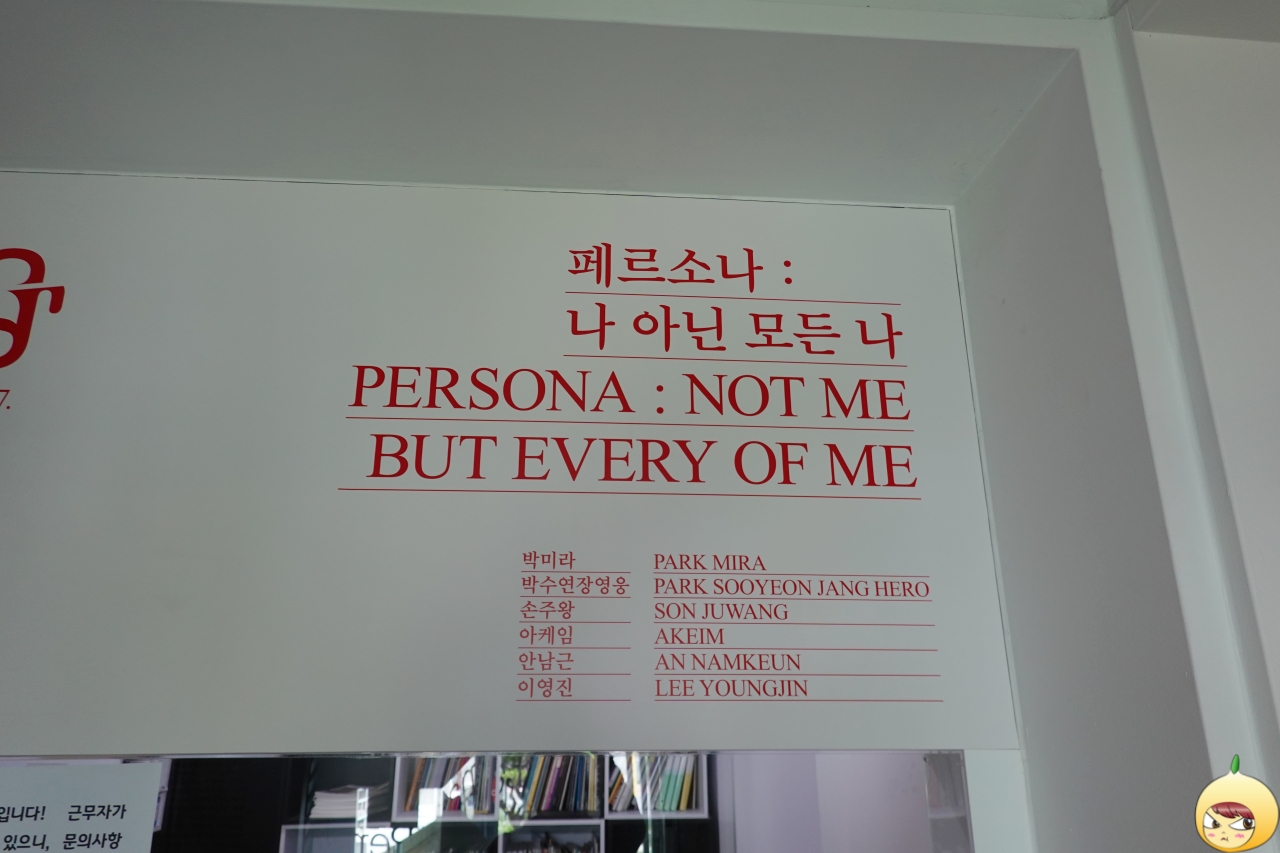 페르소나 :
나 아닌 모든 나
PERSONA : NOT ME
BUT EVERY OF ME
박미라 PARK MIRA
박수연장영웅 PARK SOOYEON JANG HERO
손주왕 SON JUWANG
아케임 AKEIM
안남근 AN NAMKEUN
이영진 LEE YOUNGJIN
7.
입니다! 근무자가
있으니, 문의사항